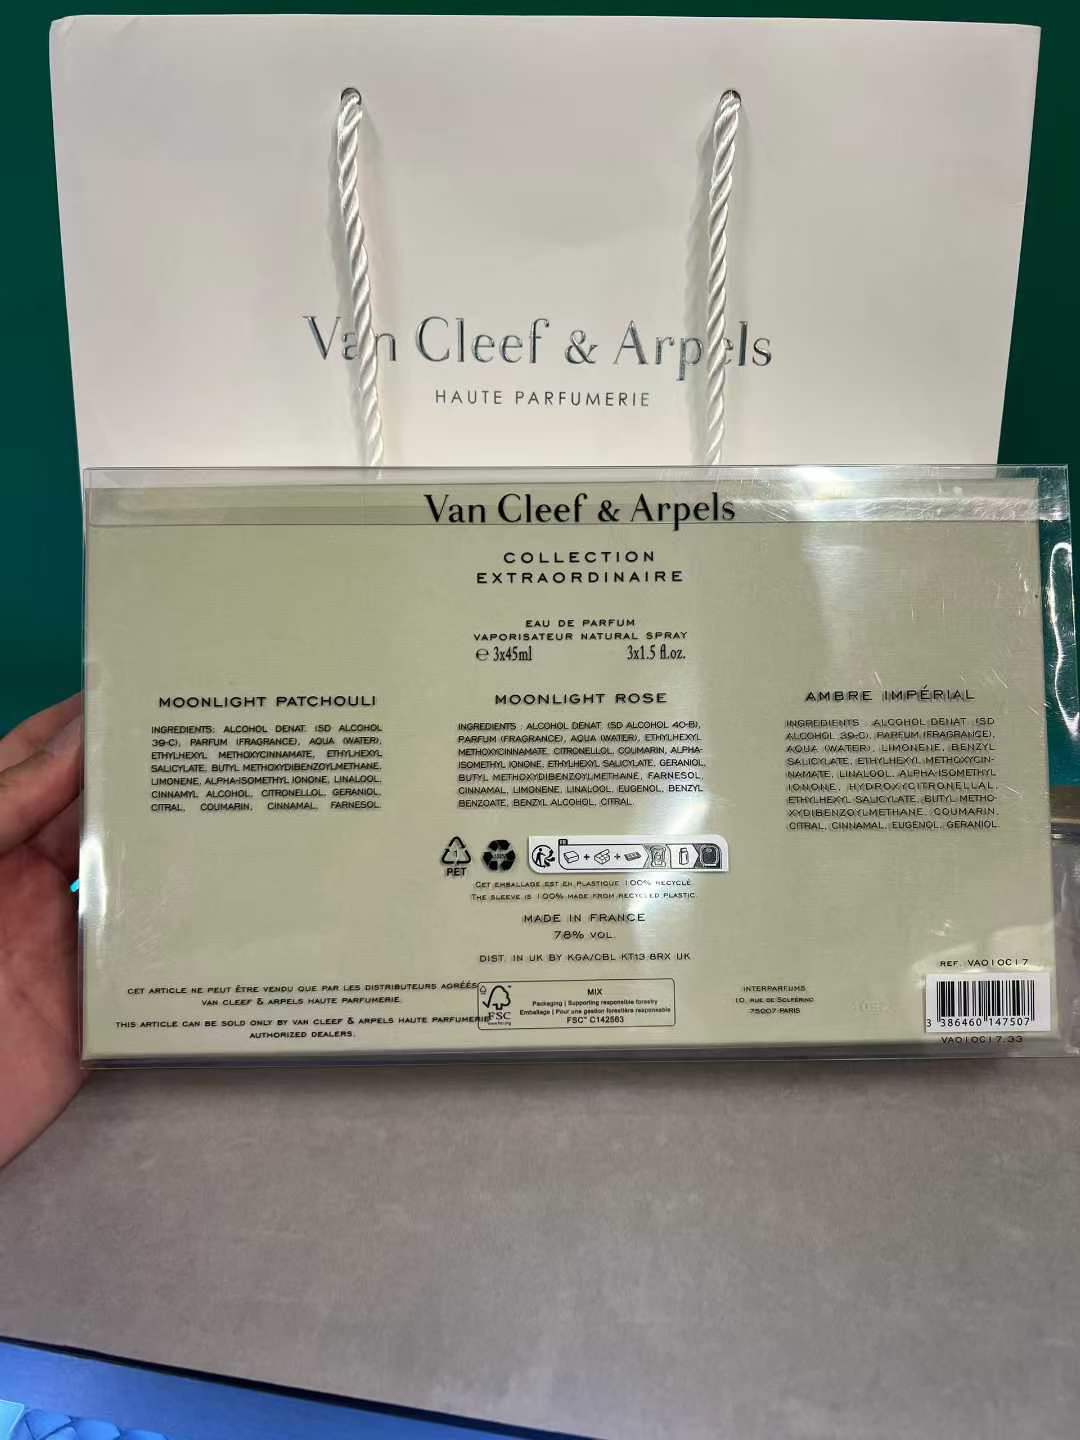 Van Cleef & Arpels
HAUTE PARFUMERIE
Van Cleef & Arpels
COLLECTION
EXTRAORDINAIRE
EAU DE PARFUM
VAPORISATEUR NATURAL SPRAY
℮ 3x45ml 3x1.5 fl.oz.
MOONLIGHT PATCHOULI
INGREDIENTS: ALCOHOL DENAT. (SD ALCOHOL
39-C), PARFUM (FRAGRANCE), AQUA (WATER),
ETHYLHEXYL METHOXYCINNAMATE, ETHYLHEXYL
SALICYLATE, BUTYL METHOXYDIBENZOYLMETHANE,
LIMONENE, ALPHA-ISOMETHYL IONONE, LINALOOL,
CINNAMYL ALCOHOL, CITRONELLOL, GERANIOL,
CITRAL, COUMARIN, CINNAMAL, FARNESOL.
MOONLIGHT ROSE
INGREDIENTS : ALCOHOL DENAT. (SD ALCOHOL 40-B),
PARFUM (FRAGRANCE), AQUA (WATER), ETHYLHEXYL
METHOXYCINNAMATE, CITRONELLOL, COUMARIN, ALPHA-
ISOMETHYL IONONE, ETHYLHEXYL SALICYLATE, GERANIOL,
BUTYL METHOXYDIBENZOYLMETHANE, FARNESOL,
CINNAMAL, LIMONENE, LINALOOL, EUGENOL, BENZYL
BENZOATE, BENZYL ALCOHOL, CITRAL.
AMBRE IMPÉRIAL
INGREDIENTS : ALCOHOL DENAT. (SD
ALCOHOL 39-C), PARFUM (FRAGRANCE),
AQUA (WATER), LIMONENE, BENZYL
SALICYLATE, ETHYLHEXYL METHOXYCIN-
NAMATE, LINALOOL, ALPHA-ISOMETHYL
IONONE, HYDROXYCITRONELLAL,
ETHYLHEXYL SALICYLATE, BUTYL METHO-
XYDIBENZOYLMETHANE, COUMARIN,
CITRAL, CINNAMAL, EUGENOL, GERANIOL.
1
PET
FR
CET EMBALLAGE EST EN PLASTIQUE 100% RECYCLÉ.
THE SLEEVE IS 100% MADE FROM RECYCLED PLASTIC.
MADE IN FRANCE
78% VOL.
DIST. IN UK BY KGA/CBL KT13 8RX UK
CET ARTICLE NE PEUT ÊTRE VENDU QUE PAR LES DISTRIBUTEURS AGRÉÉS
VAN CLEEF & ARPELS HAUTE PARFUMERIE.
THIS ARTICLE CAN BE SOLD ONLY BY VAN CLEEF & ARPELS HAUTE PARFUMERIE
AUTHORIZED DEALERS.
FSC
www.fsc.org
MIX
Packaging | Supporting responsible forestry
Emballage | Pour une gestion forestière responsable
FSC™ C142563
INTERPARFUMS
10, RUE DE SOLFÉRINO
75007 PARIS
REF. VA010C17
3 386460 147507
VA010C17.33